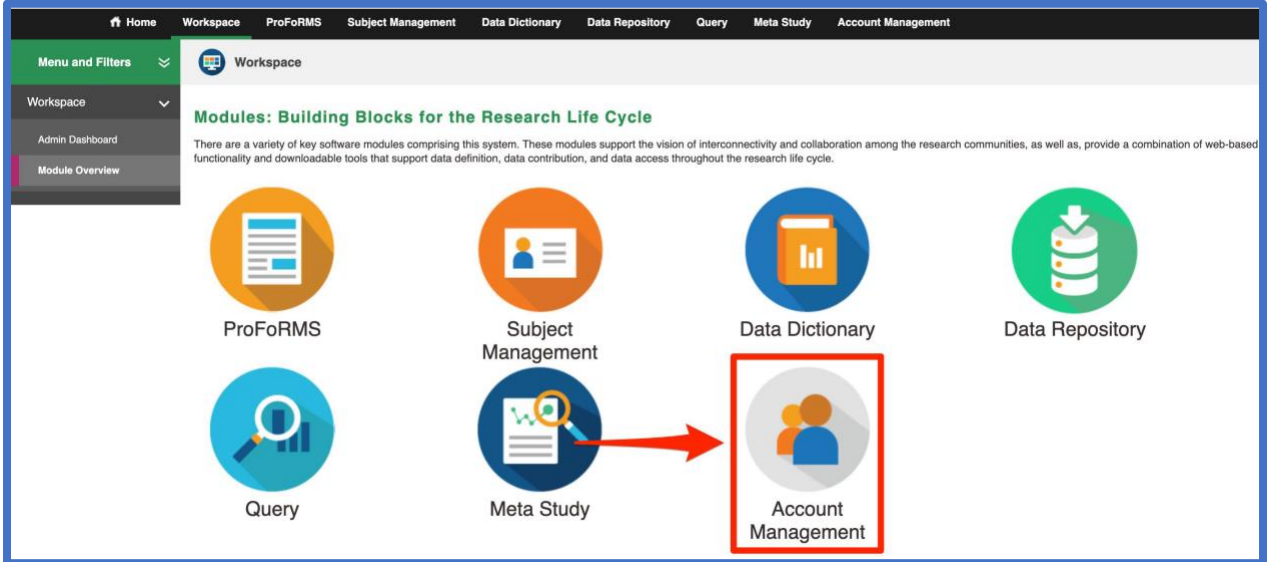 Home Workspace ProFoRMS Subject Management Data Dictionary Data Repository Query Meta Study Account Management
Menu and Filters
Workspace
Workspace
Admin Dashboard
Module Overview
Modules: Building Blocks for the Research Life Cycle
There are a variety of key software modules comprising this system. These modules support the vision of interconnectivity and collaboration among the research communities, as well as, provide a combination of web-based
functionality and downloadable tools that support data definition, data contribution, and data access throughout the research life cycle.
ProFoRMS
Subject
Management
Data Dictionary
Data Repository
Query
Meta Study
Account
Management